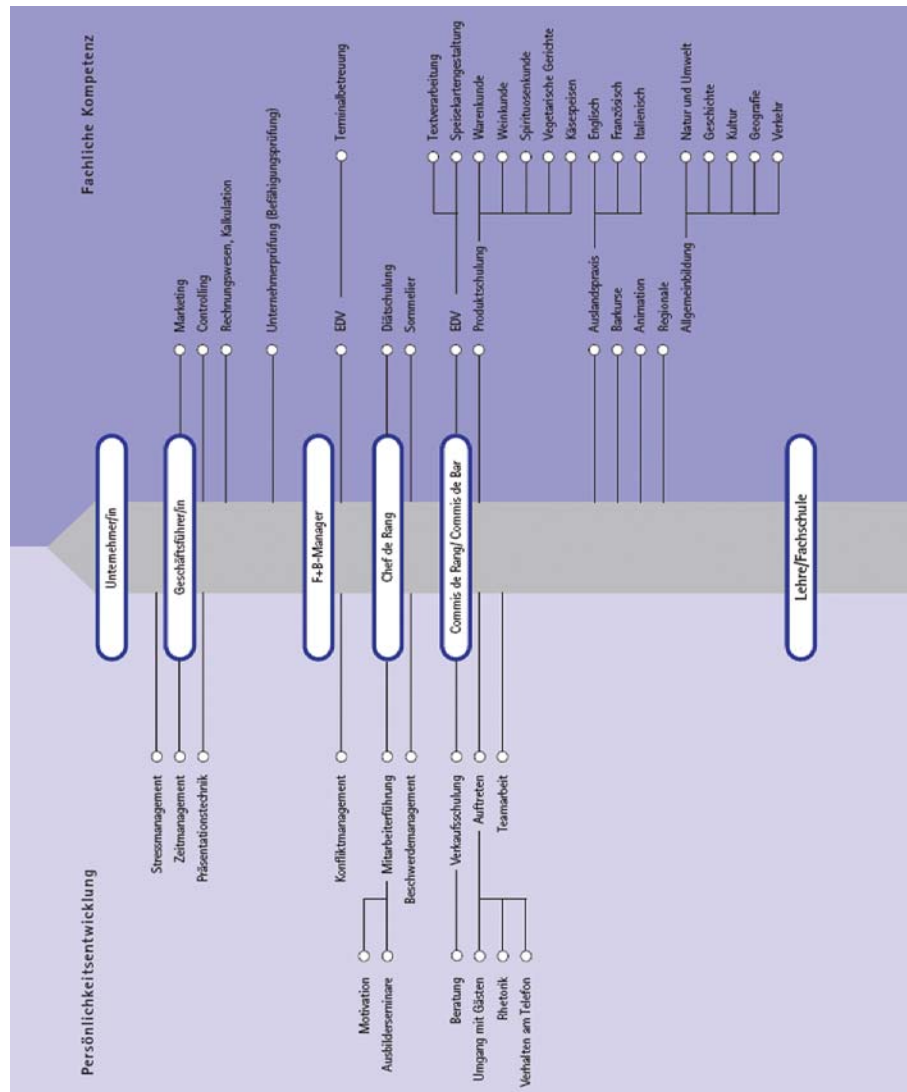 Persönlichkeitsentwicklung
Fachliche Kompetenz
Unternehmer/in
Stressmanagement
Geschäftsführer/in
Zeitmanagement
Präsentationstechnik
Marketing
Controlling
Rechnungswesen, Kalkulation
Unternehmerprüfung (Befähigungsprüfung)
F+B-Manager
Konfliktmanagement
EDV
Terminalbetreuung
Chef de Rang
Motivation
Ausbilderseminare
Mitarbeiterführung
Beschwerdemanagement
Diätschulung
Sommelier
Commis de Rang/ Commis de Bar
Beratung
Verkaufsschulung
Umgang mit Gästen
Rhetorik
Verhalten am Telefon
Auftreten
Teamarbeit
EDV
Textverarbeitung
Speisekartengestaltung
Produktschulung
Warenkunde
Weinkunde
Spirituosenkunde
Vegetarische Gerichte
Käsespeisen
Auslandspraxis
Englisch
Französisch
Italienisch
Barkurse
Animation
Regionale
Allgemeinbildung
Natur und Umwelt
Geschichte
Kultur
Geografie
Verkehr
Lehre/Fachschule